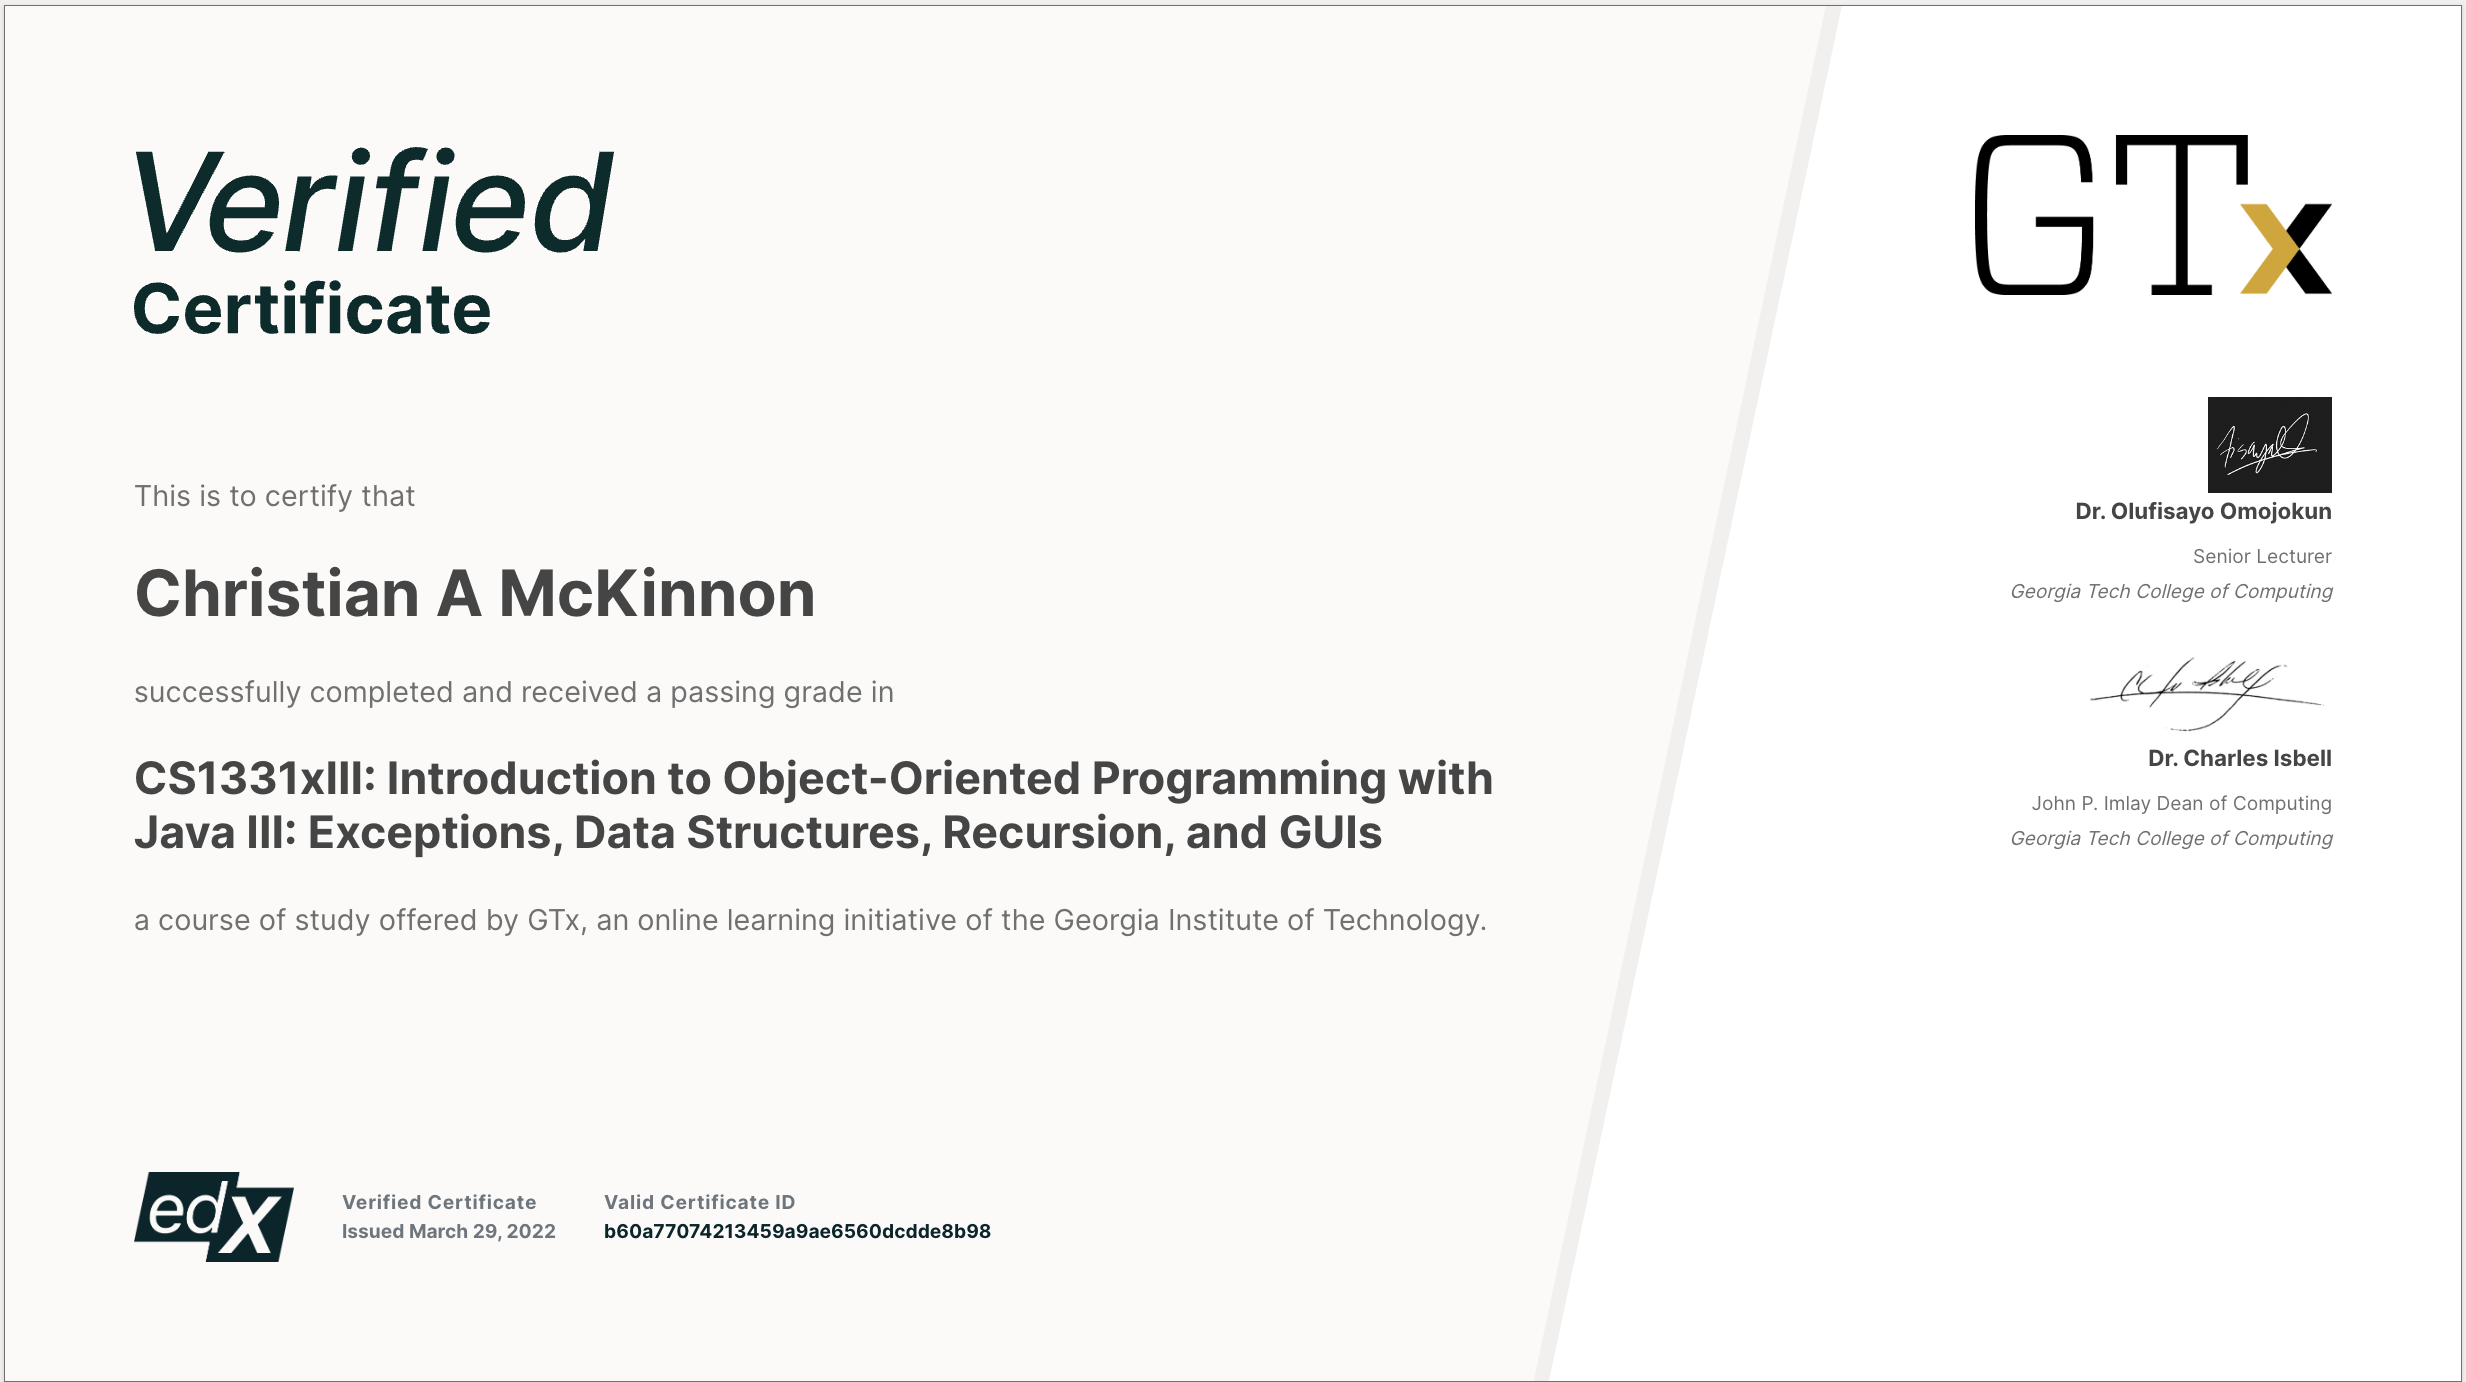 Verified
Certificate
This is to certify that
Christian A McKinnon
successfully completed and received a passing grade in
CS1331xIII: Introduction to Object-Oriented Programming with
Java III: Exceptions, Data Structures, Recursion, and GUIs
a course of study offered by GTx, an online learning initiative of the Georgia Institute of Technology.
edX
Verified Certificate
Issued March 29, 2022
Valid Certificate ID
b60a77074213459a9ae6560dcdde8b98
GTx
Dr. Olufisayo Omojokun
Senior Lecturer
Georgia Tech College of Computing
Dr. Charles Isbell
John P. Imlay Dean of Computing
Georgia Tech College of Computing